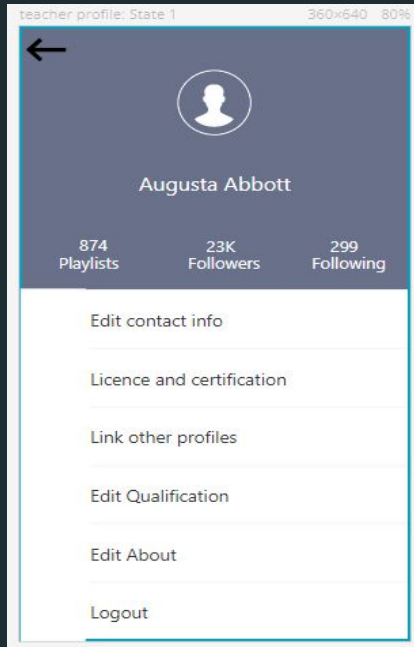 teacher profile: State 1 360×640 80%
Augusta Abbott
874 23K 299
Playlists Followers Following
Edit contact info
Licence and certification
Link other profiles
Edit Qualification
Edit About
Logout